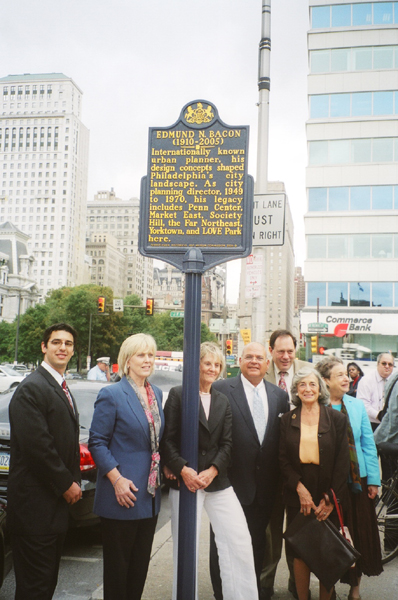 EDMUND N. BACON
(1910-2005)
Internationally known
urban planner, his
design concepts shaped
Philadelphia's city
landscape. As city
planning director, 1949
to 1970, his legacy
includes Penn Center,
Market East, Society
Hill, the Far Northeast,
Yorktown, and LOVE Park
here.
LANE
UST
RIGHT
Commerce
Bank